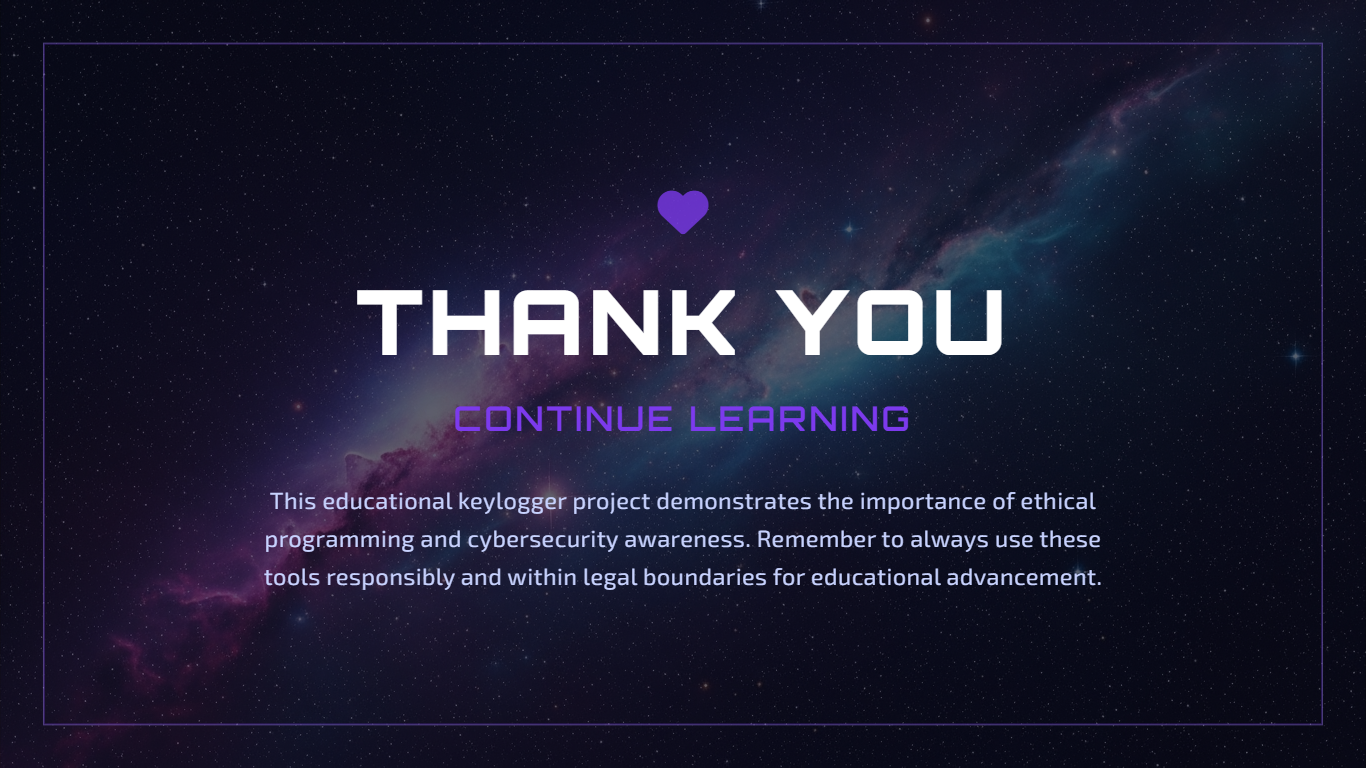 THANK YOU
CONTINUE LEARNING
This educational keylogger project demonstrates the importance of ethical
programming and cybersecurity awareness. Remember to always use these
tools responsibly and within legal boundaries for educational advancement.